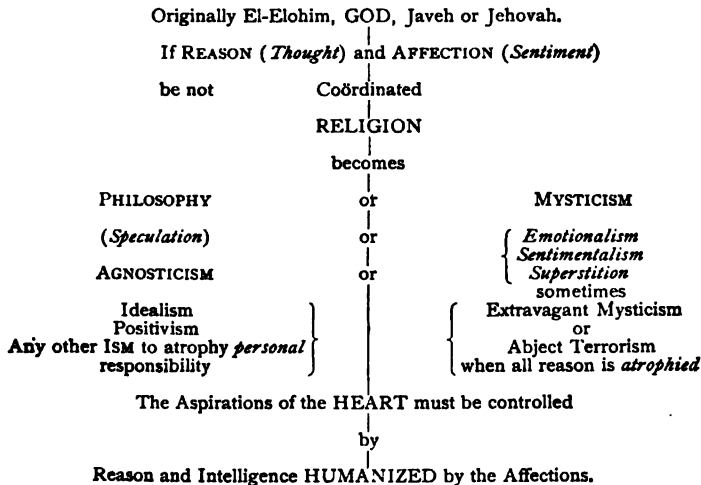 Originally El-Elohim, GOD, Javeh or Jehovah.
If REASON (Thought) and AFFECTION (Sentiment)
be not Coördinated
RELIGION
becomes
PHILOSOPHY or MYSTICISM
(Speculation) or Emotionalism
Sentimentalism
AGNOSTICISM or Superstition
sometimes
Idealism Extravagant Mysticism
Positivism or
Any other ISM to atrophy personal Abject Terrorism
responsibility when all reason is atrophied
The Aspirations of the HEART must be controlled
by
Reason and Intelligence HUMANIZED by the Affections.